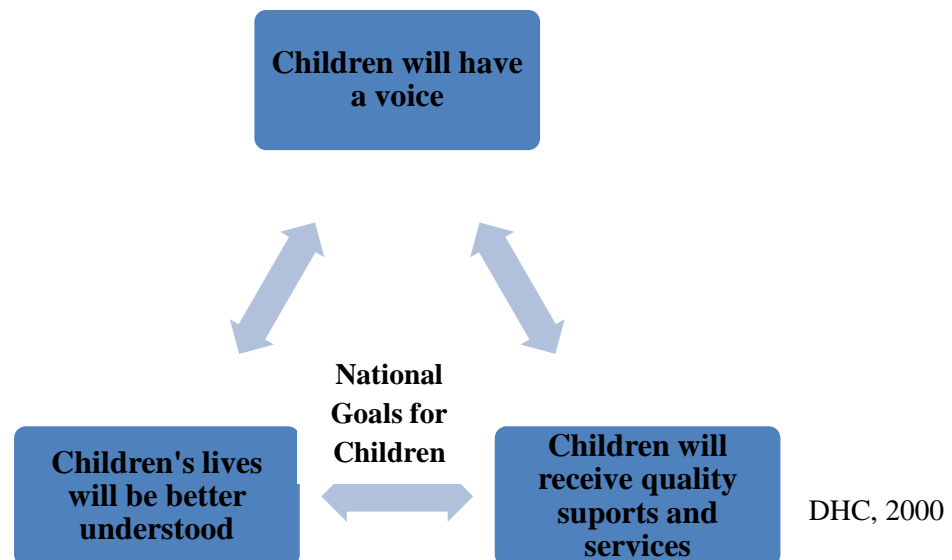 Children will have
a voice
National
Goals for
Children
Children's lives
will be better
understood
Children will
receive quality
suports and
services
DHC, 2000